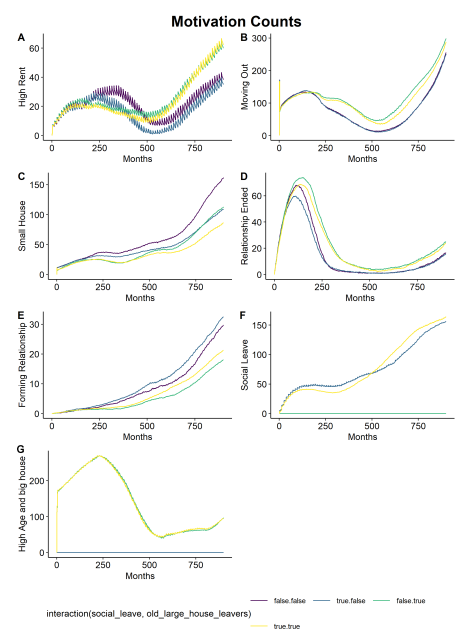 Motivation Counts
A
B
High Rent
60
40
20
0
0 250 500 750
Months
Moving Out
300
200
100
0
0 250 500 750
Months
C
D
Small House
150
100
50
0
0 250 500 750
Months
Relationship Ended
60
40
20
0
0 250 500 750
Months
E
F
Forming Relationship
30
20
10
0
0 250 500 750
Months
Social Leave
150
100
50
0
0 250 500 750
Months
G
High Age and big house
200
100
0
0 250 500 750
Months
interaction(social_leave, old_large_house_leavers)
false.false true.false false.true
true.true